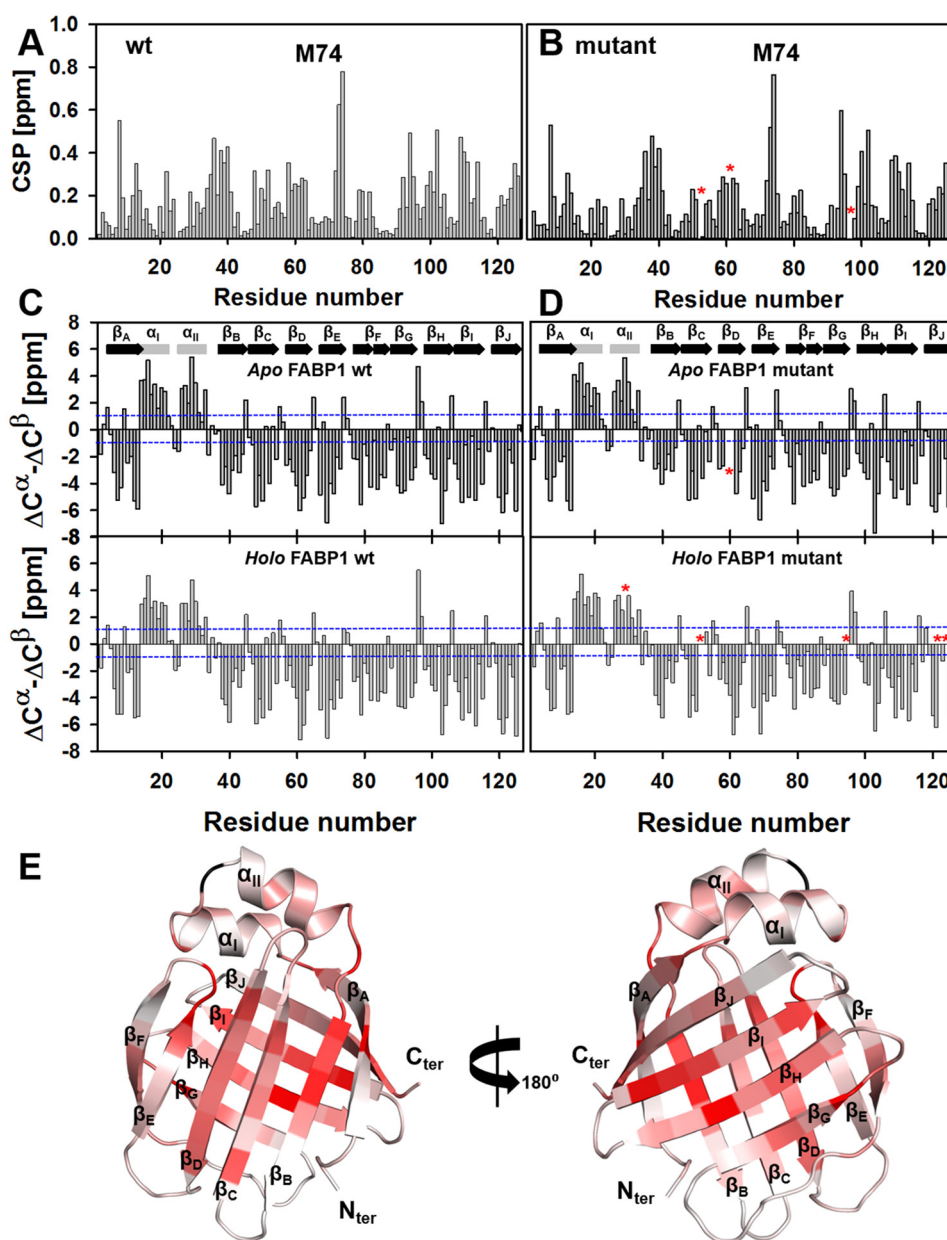 A
wt
M74
B
mutant
M74
*
*
*
CSP [ppm]
1.0
0.8
0.6
0.4
0.2
0.0
20 40 60 80 100 120
20 40 60 80 100 120
Residue number
Residue number
C
D
βA αI αII βB βC βD βE βF βG βH βI βJ
βA αI αII βB βC βD βE βF βG βH βI βJ
Apo FABP1 wt
Apo FABP1 mutant
*
ΔCα-ΔCβ [ppm]
8
6
4
2
0
-2
-4
-6
-8
Holo FABP1 wt
Holo FABP1 mutant
*
*
*
**
ΔCα-ΔCβ [ppm]
6
4
2
0
-2
-4
-6
-8
20 40 60 80 100 120
20 40 60 80 100 120
Residue number
Residue number
E
αII
αI
βJ
βA
βI
βF
βH
βG
βE
βD
βC
βB
Cter
Nter
180º
αII
αI
βA
βJ
βF
βI
Cter
βH
βG
βE
βD
βC
βB
Nter